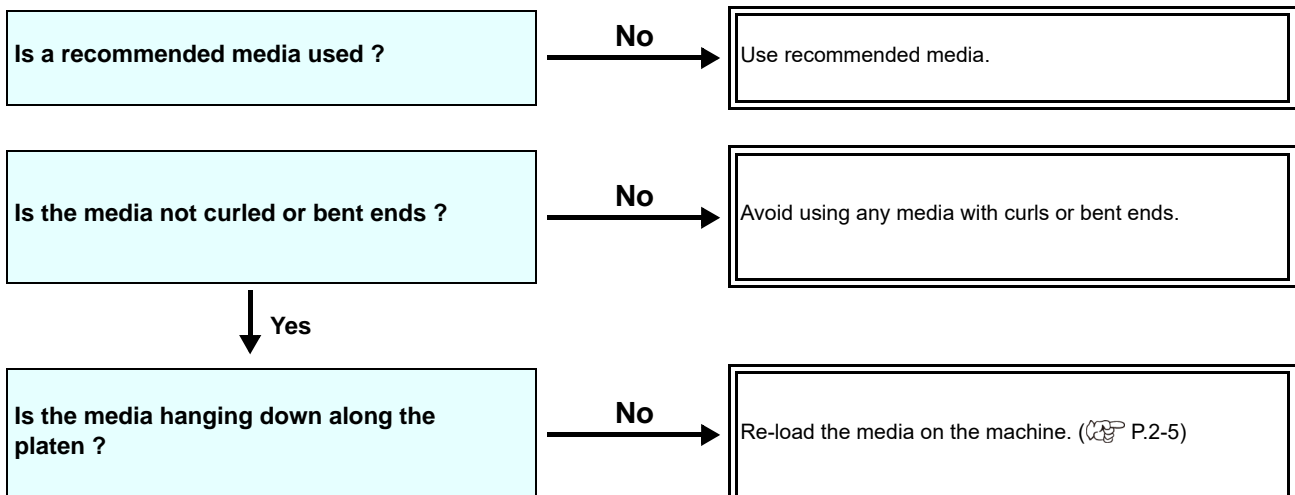 Is a recommended media used ?
No
Use recommended media.
Is the media not curled or bent ends ?
No
Avoid using any media with curls or bent ends.
Yes
Is the media hanging down along the
platen ?
No
Re-load the media on the machine. (☞ P.2-5)